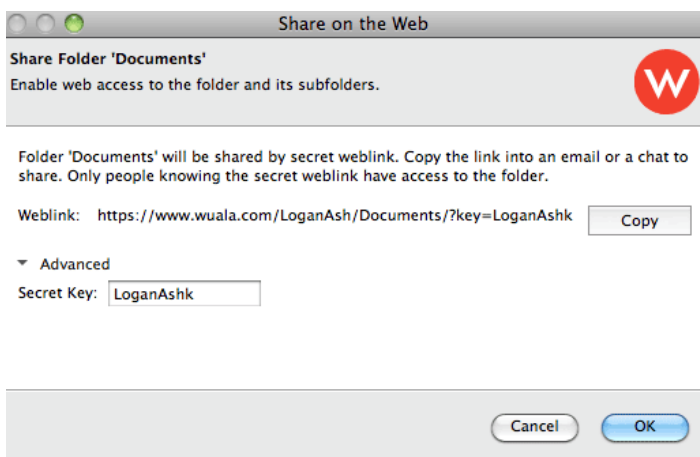 Share on the Web
Share Folder 'Documents'
Enable web access to the folder and its subfolders.
W
Folder 'Documents' will be shared by secret weblink. Copy the link into an email or a chat to
share. Only people knowing the secret weblink have access to the folder.
Weblink: https://www.wuala.com/LoganAsh/Documents/?key=LoganAshk Copy
Advanced
Secret Key: LoganAshk
Cancel OK